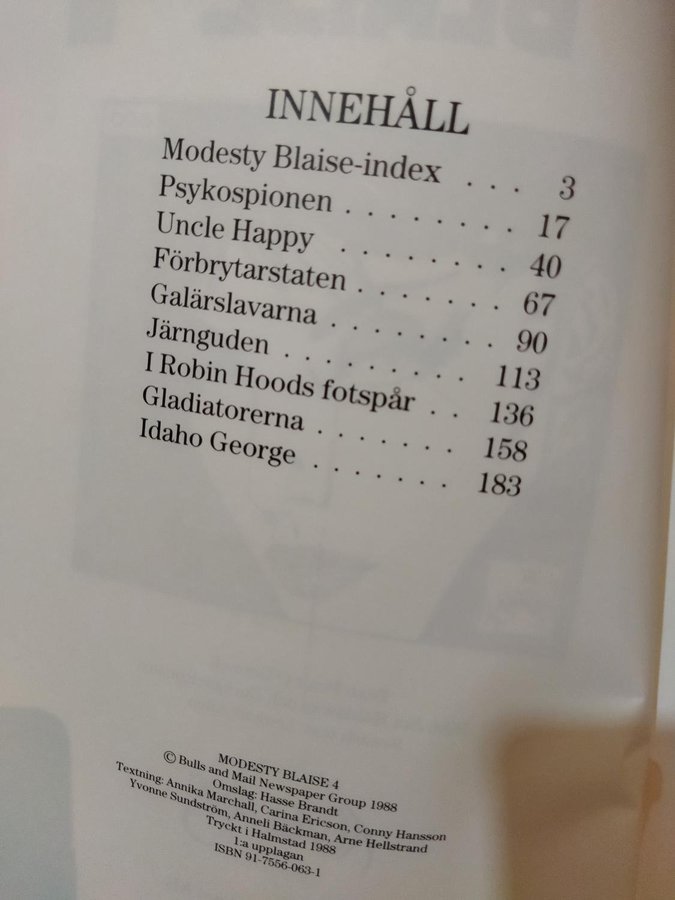 INNEHÅLL
Modesty Blaise-index . . . 3
Psykospionen . . . . . . . . . 17
Uncle Happy . . . . . . . . 40
Förbrytarstaten . . . . . . . 67
Galärslavarna . . . . . . . . . 90
Järnguden . . . . . . . . . 113
I Robin Hoods fotspår . . 136
Gladiatorerna . . . . . . . 158
Idaho George . . . . . . . 183
MODESTY BLAISE 4
© Bulls and Mail Newspaper Group 1988
Omslag: Hasse Brandt
Textning: Annika Marchall, Carina Ericson, Conny Hansson
Yvonne Sundström, Anneli Bäckman, Arne Hellstrand
Tryckt i Halmstad 1988
1:a upplagan
ISBN 91-7556-063-1